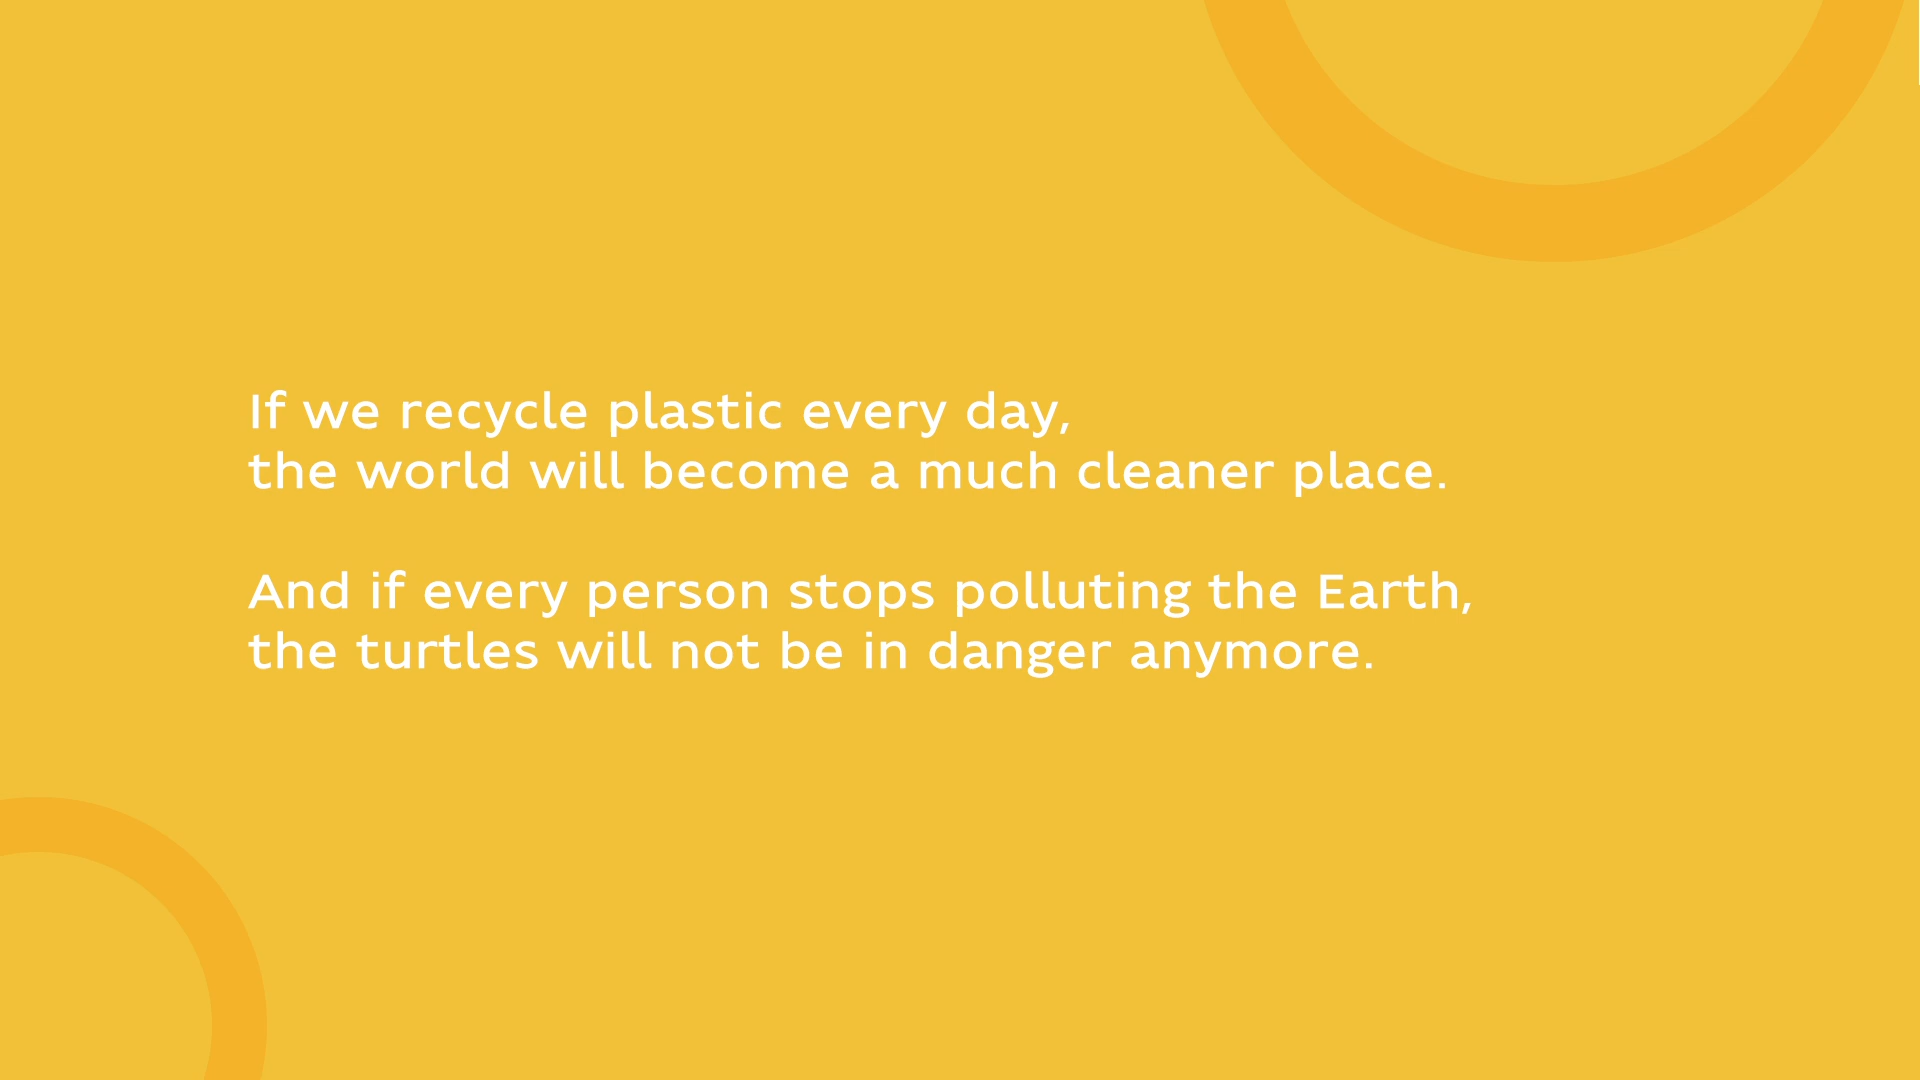 If we recycle plastic every day,
the world will become a much cleaner place.
And if every person stops polluting the Earth,
the turtles will not be in danger anymore.